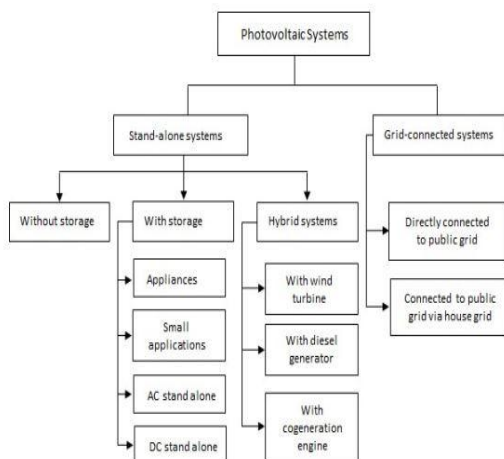 Photovoltaic Systems
Stand-alone systems
Grid-connected systems
Without storage
With storage
Hybrid systems
Directly connected
to public grid
Appliances
With wind
turbine
Connected to public
grid via house grid
Small
applications
With diesel
generator
AC stand alone
With
cogeneration
engine
DC stand alone